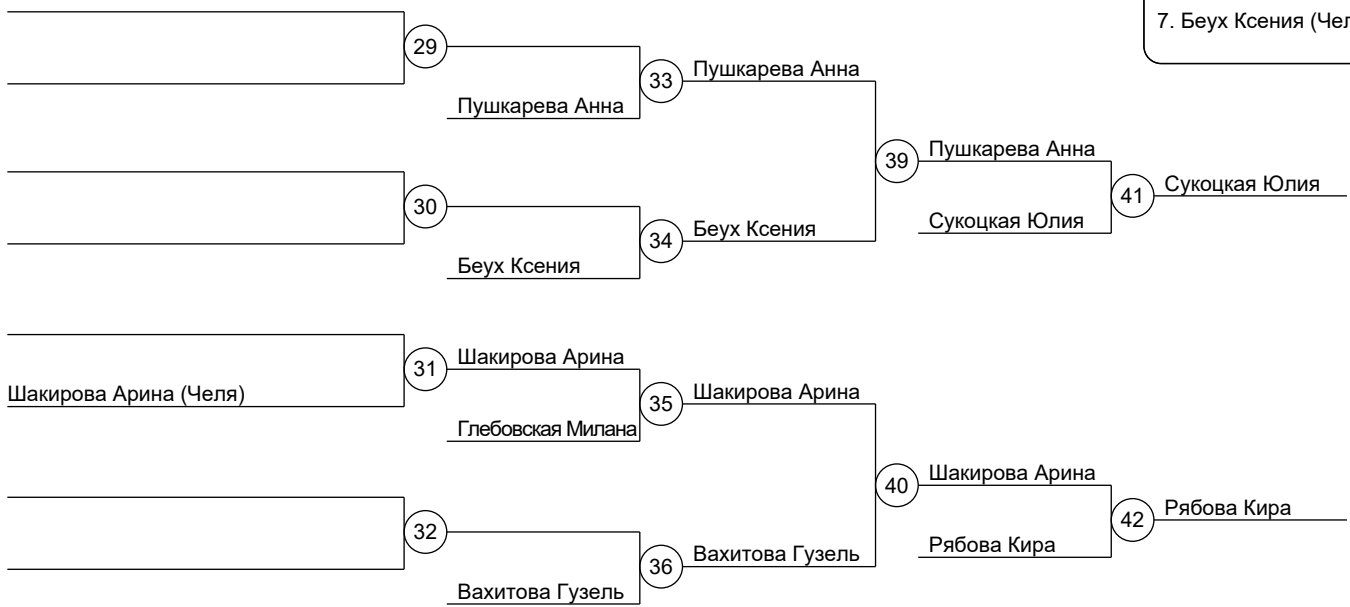 7. Беух Ксения (Чел
29
Пушкарева Анна
33
Пушкарева Анна
30
Беух Ксения
34
Беух Ксения
39
Пушкарева Анна
Сукоцкая Юлия
41
Сукоцкая Юлия
Шакирова Арина (Челя)
31
Шакирова Арина
Глебовская Милана
35
Шакирова Арина
32
Вахитова Гузель
36
Вахитова Гузель
40
Шакирова Арина
Рябова Кира
42
Рябова Кира